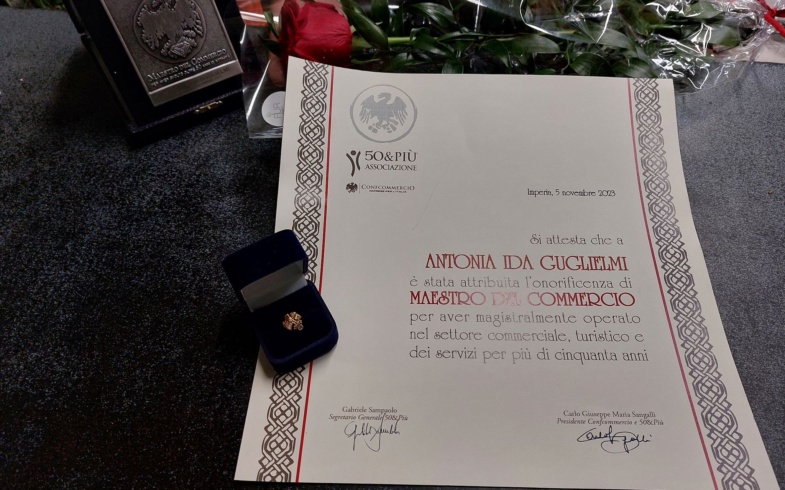 MAESTRO DEL COMMERCIO
50&PIÙ
ASSOCIAZIONE
CONFCOMMERCIO
Imperia, 5 novembre 2023
Si attesta che a
ANTONIA IDA GUGLIELMI
è stata attribuita l'onorificenza di
MAESTRO DEL COMMERCIO
per aver magistralmente operato
nel settore commerciale, turistico e
dei servizi per più di cinquanta anni
Gabriele Sampaolo
Segretario Generale 50&Più
Carlo Giuseppe Maria Sangalli
Presidente Confcommercio e 50&Più